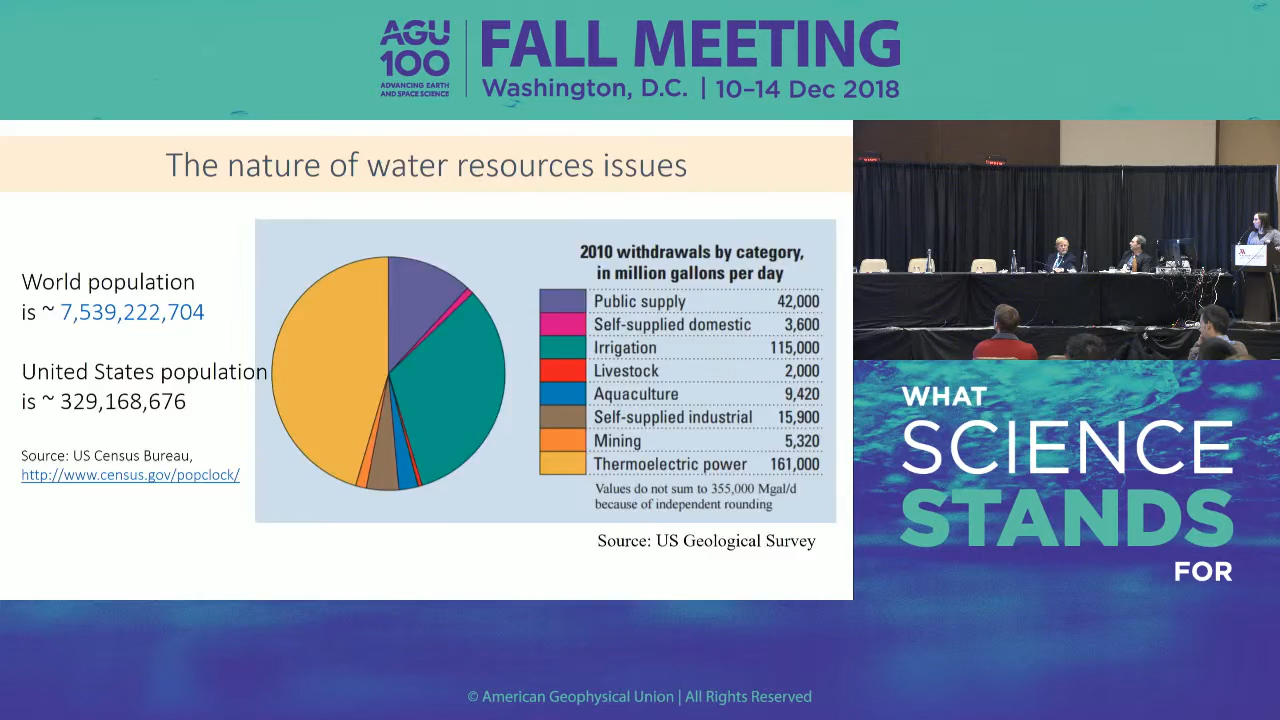 AGU
100
ADVANCING EARTH
AND SPACE SCIENCE
FALL MEETING
Washington, D.C. | 10–14 Dec 2018
The nature of water resources issues
World population
is ~ 7,539,222,704
United States population
is ~ 329,168,676
Source: US Census Bureau,
http://www.census.gov/popclock/
2010 withdrawals by category,
in million gallons per day
Public supply 42,000
Self-supplied domestic 3,600
Irrigation 115,000
Livestock 2,000
Aquaculture 9,420
Self-supplied industrial 15,900
Mining 5,320
Thermoelectric power 161,000
Values do not sum to 355,000 Mgal/d
because of independent rounding
Source: US Geological Survey
WHAT
SCIENCE
STANDS
FOR
© American Geophysical Union | All Rights Reserved